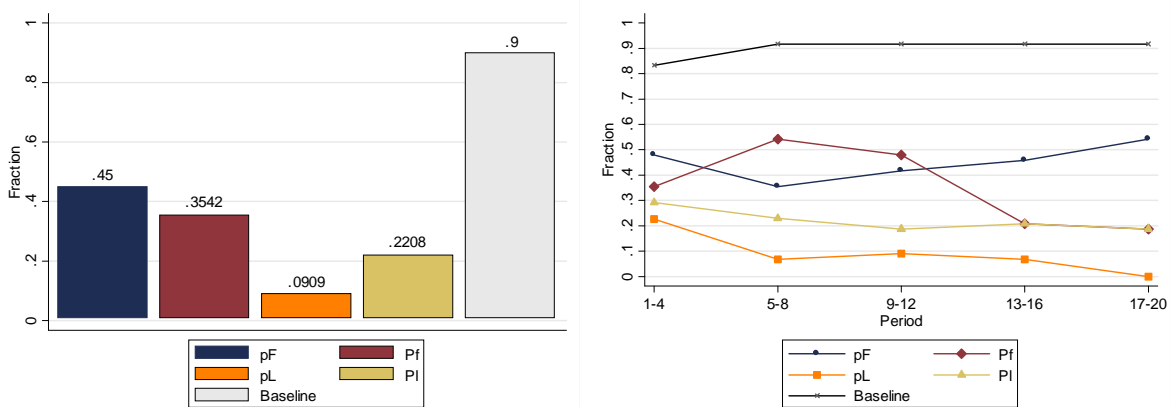 Fraction
0
.2
.4
.6
.8
1
.45
.3542
.0909
.2208
.9
pF
Pf
pL
Pl
Baseline
Fraction
0
.1
.2
.3
.4
.5
.6
.7
.8
.9
1
1-4
5-8
9-12
13-16
17-20
Period
pF
Pf
pL
Pl
Baseline